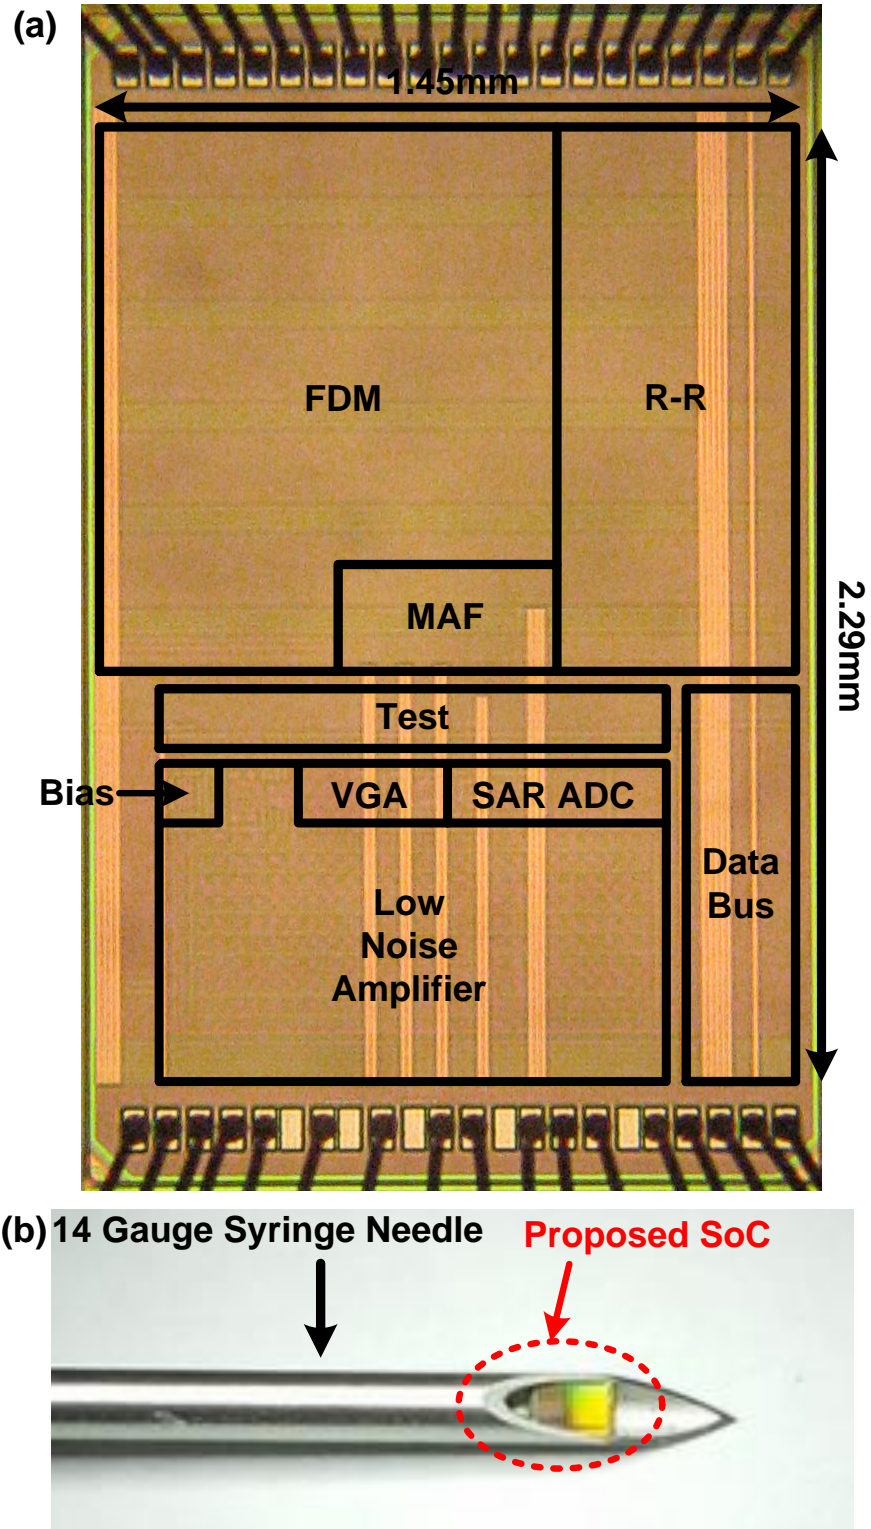 (a)
1.45mm
FDM
R-R
MAF
2.29mm
Test
Bias
VGA
SAR ADC
Data
Bus
Low
Noise
Amplifier
(b)
14 Gauge Syringe Needle
Proposed SoC